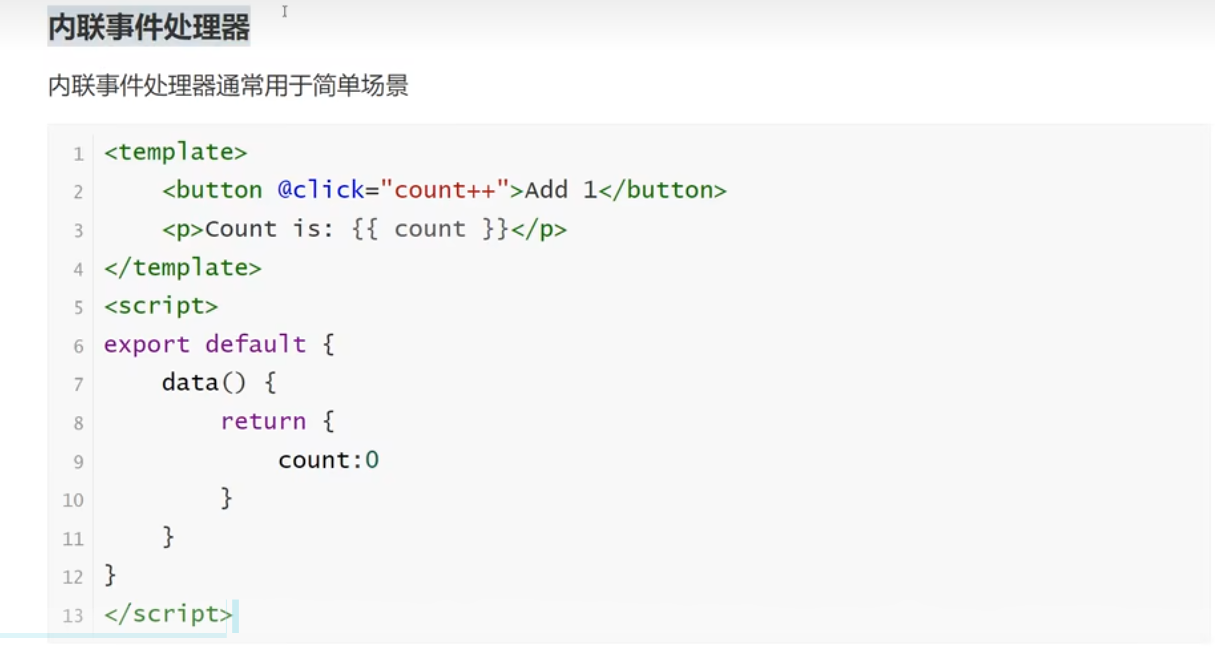 内联事件处理器
内联事件处理器通常用于简单场景
1 <template>
2     <button @click="count++">Add 1</button>
3     <p>Count is: {{ count }}</p>
4 </template>
5 <script>
6 export default {
7     data() {
8         return {
9             count:0
10         }
11     }
12 }
13 </script>